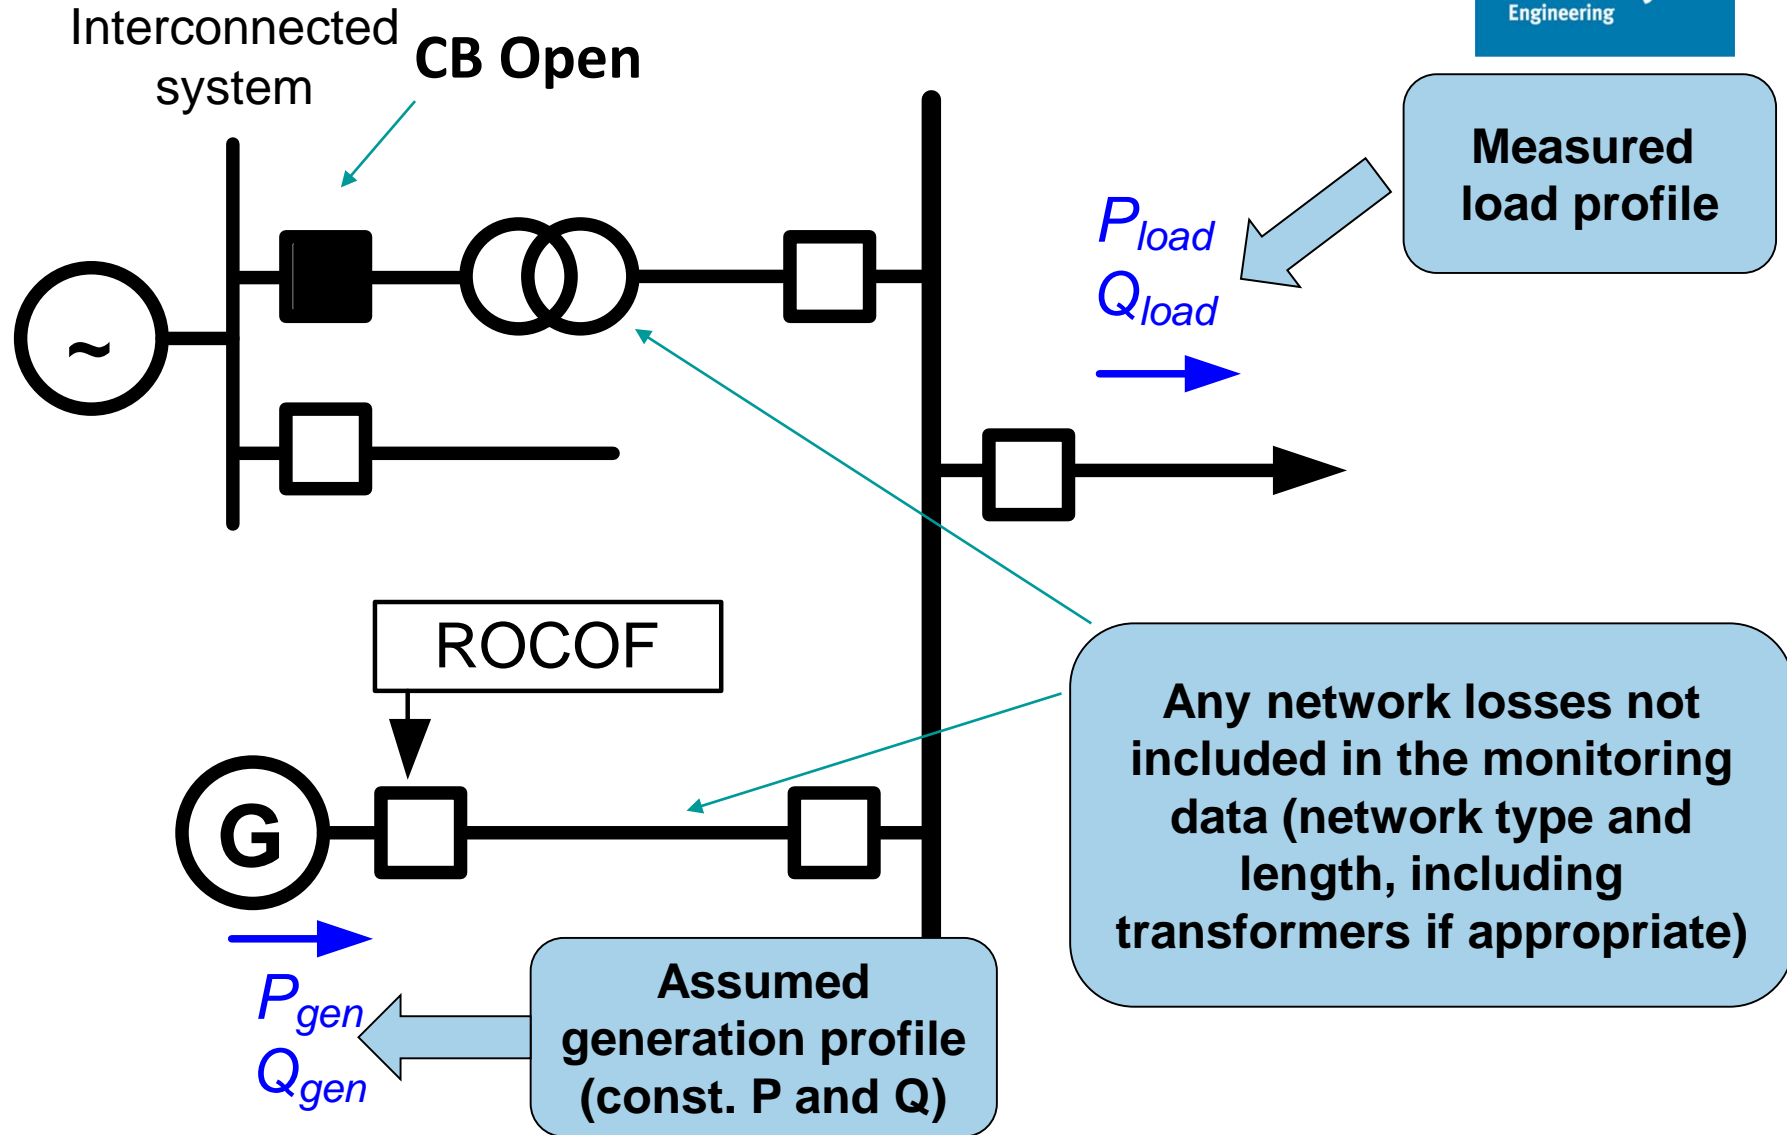 Engineering
Interconnected
system
CB Open
Measured
load profile
Pload
Qload
~
ROCOF
G
Any network losses not
included in the monitoring
data (network type and
length, including
transformers if appropriate)
Pgen
Qgen
Assumed
generation profile
(const. P and Q)